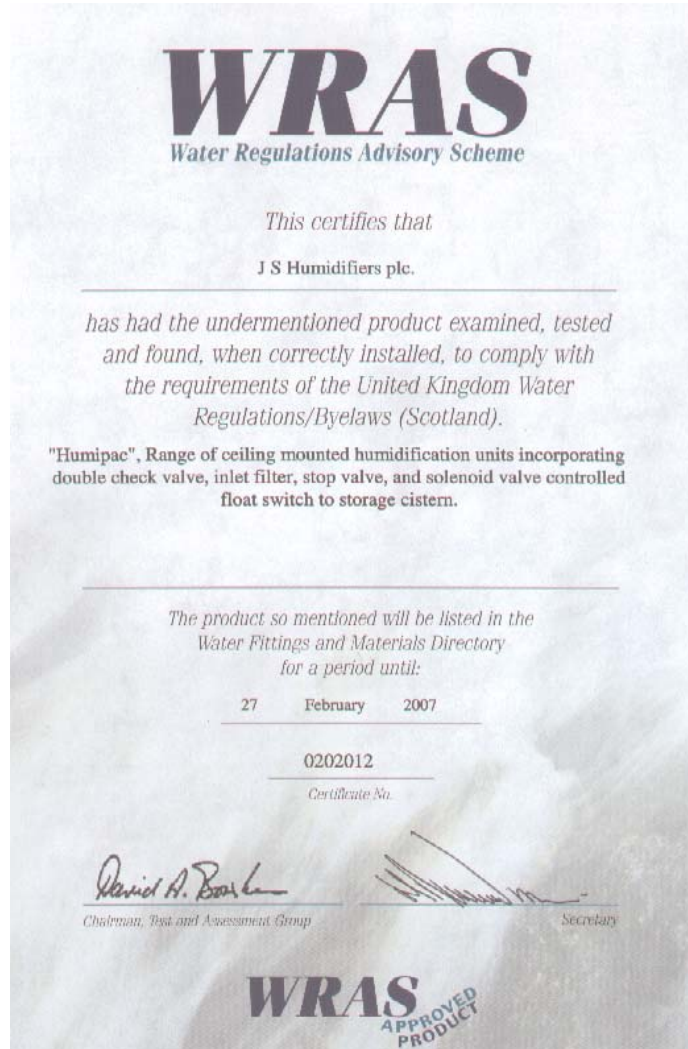 WRAS
Water Regulations Advisory Scheme
This certifies that
J S Humidifiers plc.
has had the undermentioned product examined, tested
and found, when correctly installed, to comply with
the requirements of the United Kingdom Water
Regulations/Byelaws (Scotland).
"Humipac", Range of ceiling mounted humidification units incorporating
double check valve, inlet filter, stop valve, and solenoid valve controlled
float switch to storage cistern.
The product so mentioned will be listed in the
Water Fittings and Materials Directory
for a period until:
27 February 2007
0202012
Certificate No.
David A.
Chairman, Test and Assessment Group
Secretary
WRAS
APPROVED
PRODUCT